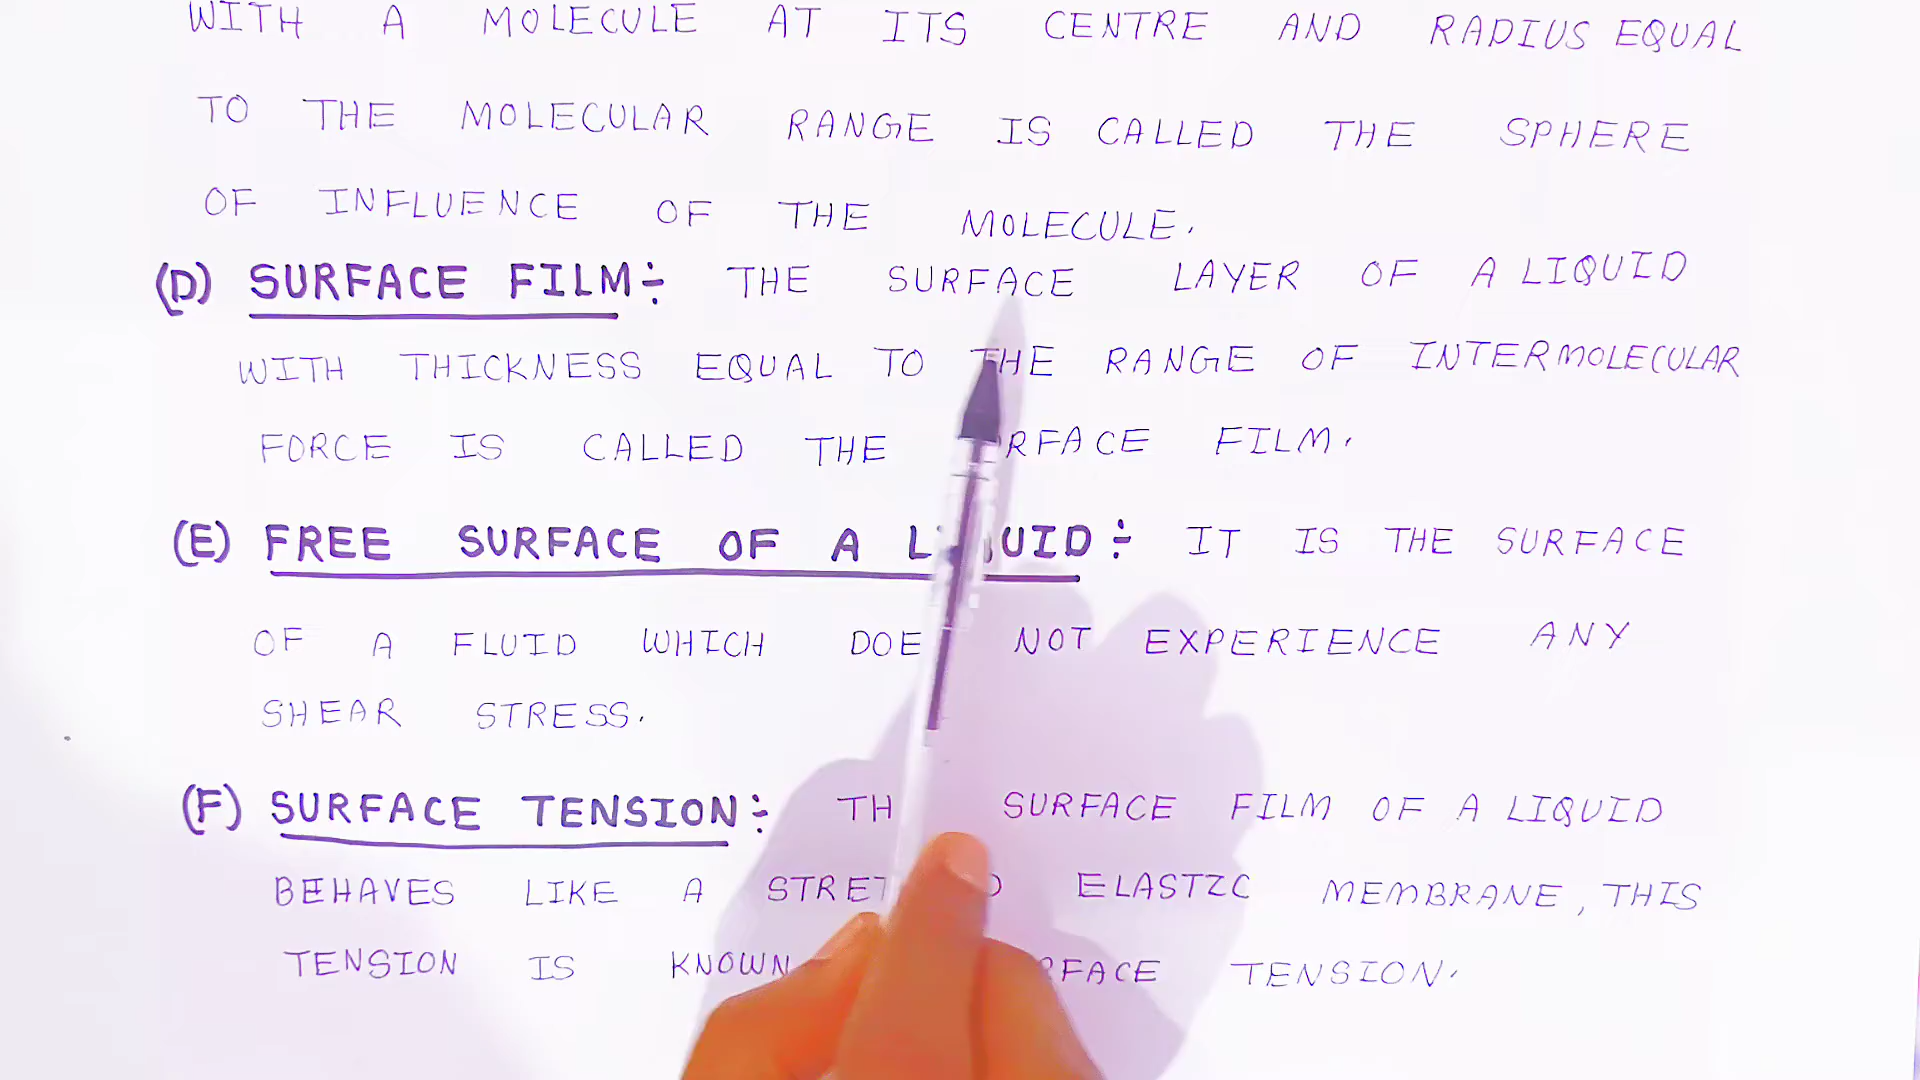 WITH A MOLECULE AT ITS CENTRE AND RADIUS EQUAL
TO THE MOLECULAR RANGE IS CALLED THE SPHERE
OF INFLUENCE OF THE MOLECULE.
(D) SURFACE FILM÷ THE SURFACE LAYER OF A LIQUID
WITH THICKNESS EQUAL TO THE RANGE OF INTERMOLECULAR
FORCE IS CALLED THE FILM.
(E) FREE SURFACE OF A ÷ IT IS THE SURFACE
OF A FLUID WHICH NOT EXPERIENCE ANY
SHEAR STRESS.
(F) SURFACE TENSION÷ SURFACE FILM OF A LIQUID
BEHAVES LIKE A ELASTIC MEMBRANE, THIS
TENSION IS KNOWN TENSION.